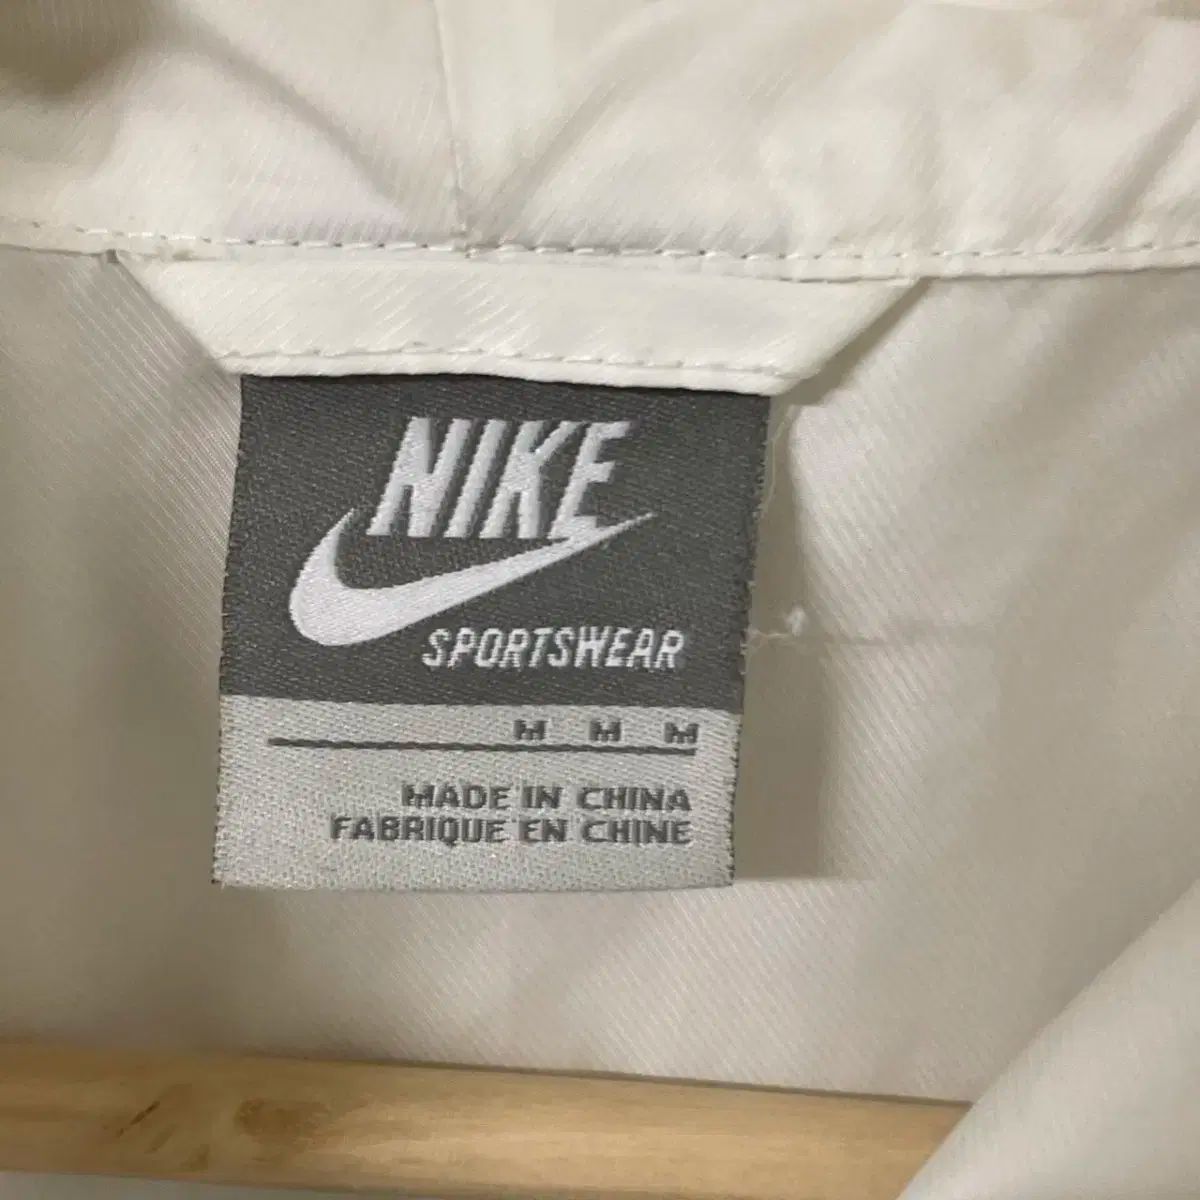 NIKE
SPORTSWEAR
M M M
MADE IN CHINA
FABRIQUE EN CHINE